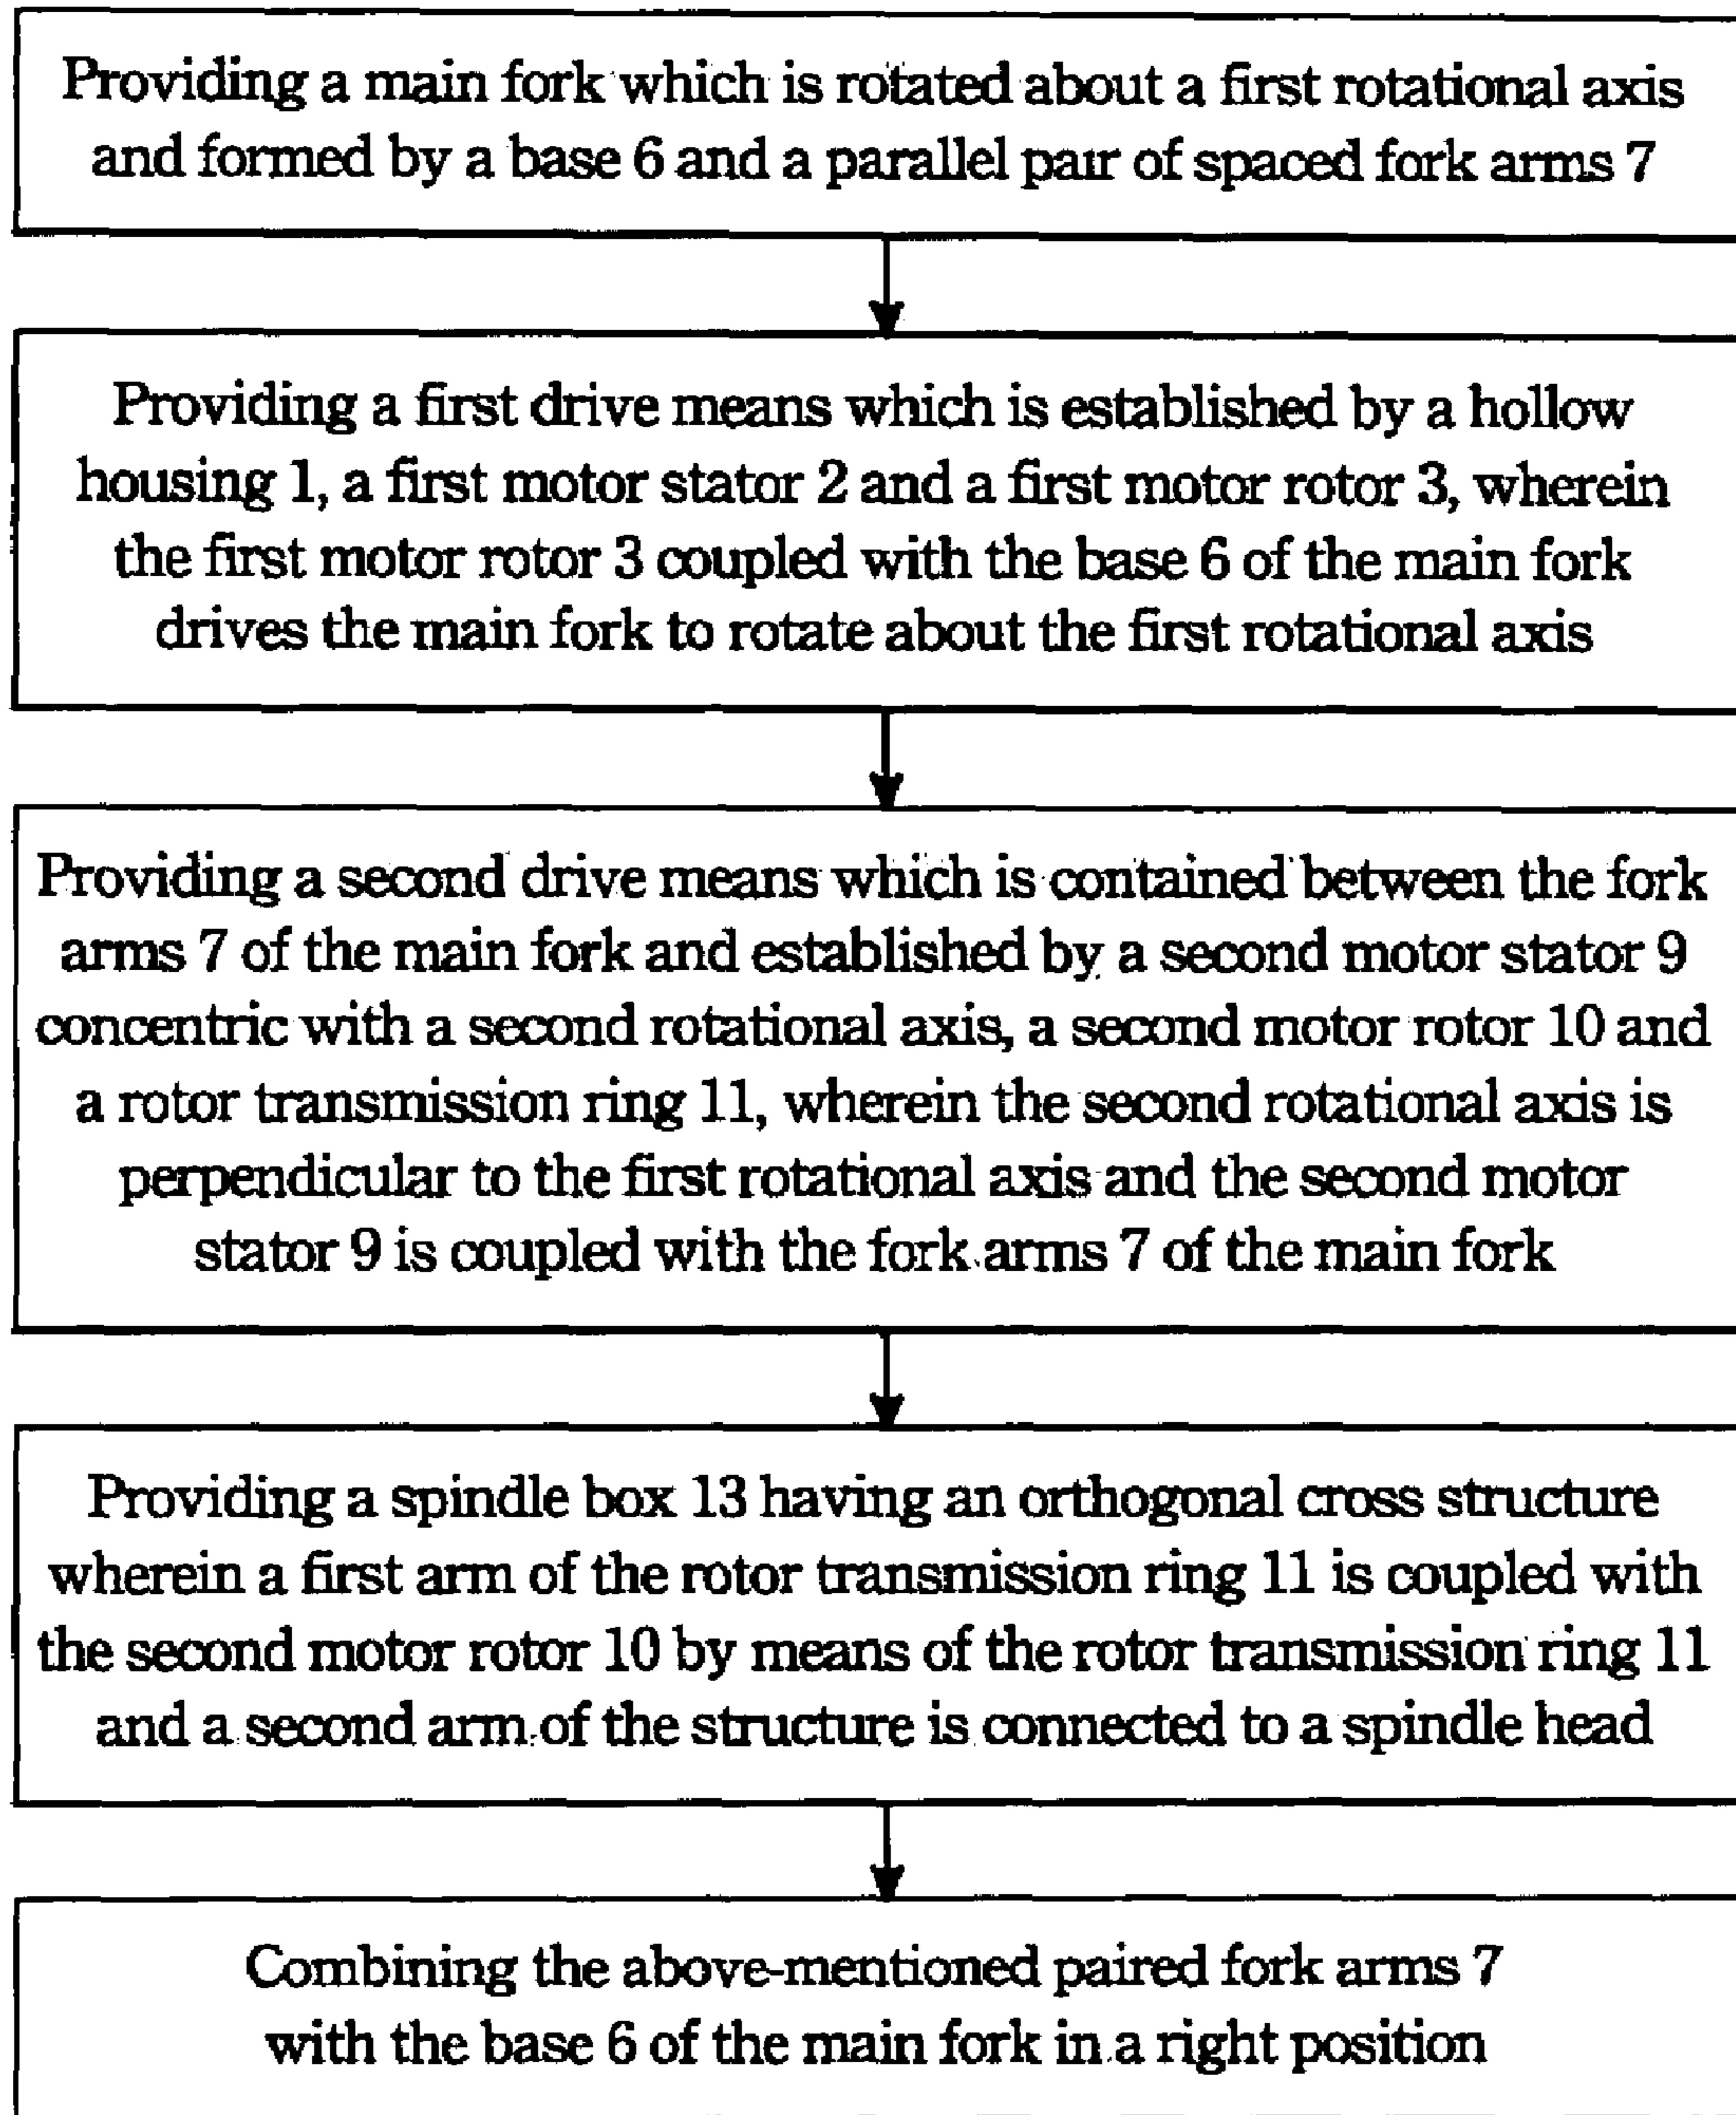 Providing a main fork which is rotated about a first rotational axis
and formed by a base 6 and a parallel pair of spaced fork arms 7
Providing a first drive means which is established by a hollow
housing 1, a first motor stator 2 and a first motor rotor 3, wherein
the first motor rotor 3 coupled with the base 6 of the main fork
drives the main fork to rotate about the first rotational axis
Providing a second drive means which is contained between the fork
arms 7 of the main fork and established by a second motor stator 9
concentric with a second rotational axis, a second motor rotor 10 and
a rotor transmission ring 11, wherein the second rotational axis is
perpendicular to the first rotational axis and the second motor
stator 9 is coupled with the fork arms 7 of the main fork
Providing a spindle box 13 having an orthogonal cross structure
wherein a first arm of the rotor transmission ring 11 is coupled with
the second motor rotor 10 by means of the rotor transmission ring 11
and a second arm of the structure is connected to a spindle head
Combining the above-mentioned paired fork arms 7
with the base 6 of the main fork in a right position